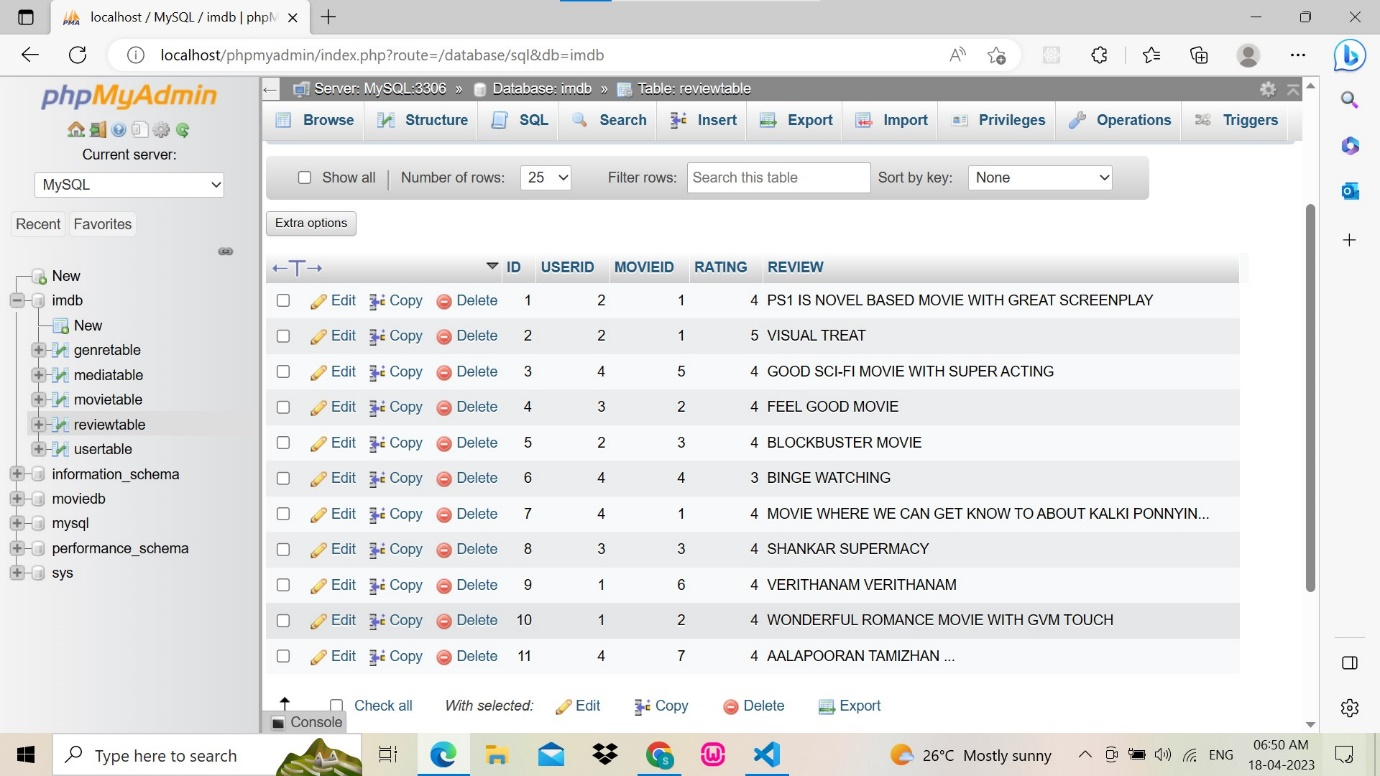 localhost / MySQL / imdb | phpM
localhost/phpmyadmin/index.php?route=/database/sql&db=imdb
phpMyAdmin
Current server:
MySQL
Recent Favorites
New
imdb
New
genretable
mediatable
movietable
reviewtable
usertable
information_schema
moviedb
mysql
performance_schema
sys
Server: MySQL:3306 » Database: imdb » Table: reviewtable
Browse Structure SQL Search Insert Export Import Privileges Operations Triggers
Show all Number of rows: 25 Filter rows: Search this table Sort by key: None
Extra options
ID USERID MOVIEID RATING REVIEW
Edit Copy Delete 1 2 1 4 PS1 IS NOVEL BASED MOVIE WITH GREAT SCREENPLAY
Edit Copy Delete 2 2 1 5 VISUAL TREAT
Edit Copy Delete 3 4 5 4 GOOD SCI-FI MOVIE WITH SUPER ACTING
Edit Copy Delete 4 3 2 4 FEEL GOOD MOVIE
Edit Copy Delete 5 2 3 4 BLOCKBUSTER MOVIE
Edit Copy Delete 6 4 4 3 BINGE WATCHING
Edit Copy Delete 7 4 1 4 MOVIE WHERE WE CAN GET KNOW TO ABOUT KALKI PONNYIN...
Edit Copy Delete 8 3 3 4 SHANKAR SUPERMACY
Edit Copy Delete 9 1 6 4 VERITHANAM VERITHANAM
Edit Copy Delete 10 1 2 4 WONDERFUL ROMANCE MOVIE WITH GVM TOUCH
Edit Copy Delete 11 4 7 4 AALAPOORAN TAMIZHAN ...
Check all With selected: Edit Copy Delete Export
Console
Type here to search
26°C Mostly sunny
ENG
06:50 AM
18-04-2023